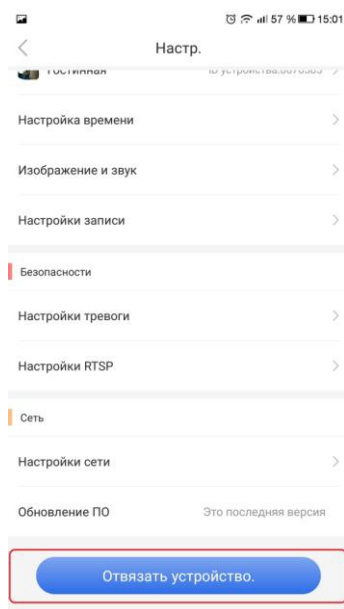 57 % 15:01
Настр.
Гостинная
Настройка времени
Изображение и звук
Настройки записи
Безопасности
Настройки тревоги
Настройки RTSP
Сеть
Настройки сети
Обновление ПО Это последняя версия
Отвязать устройство.